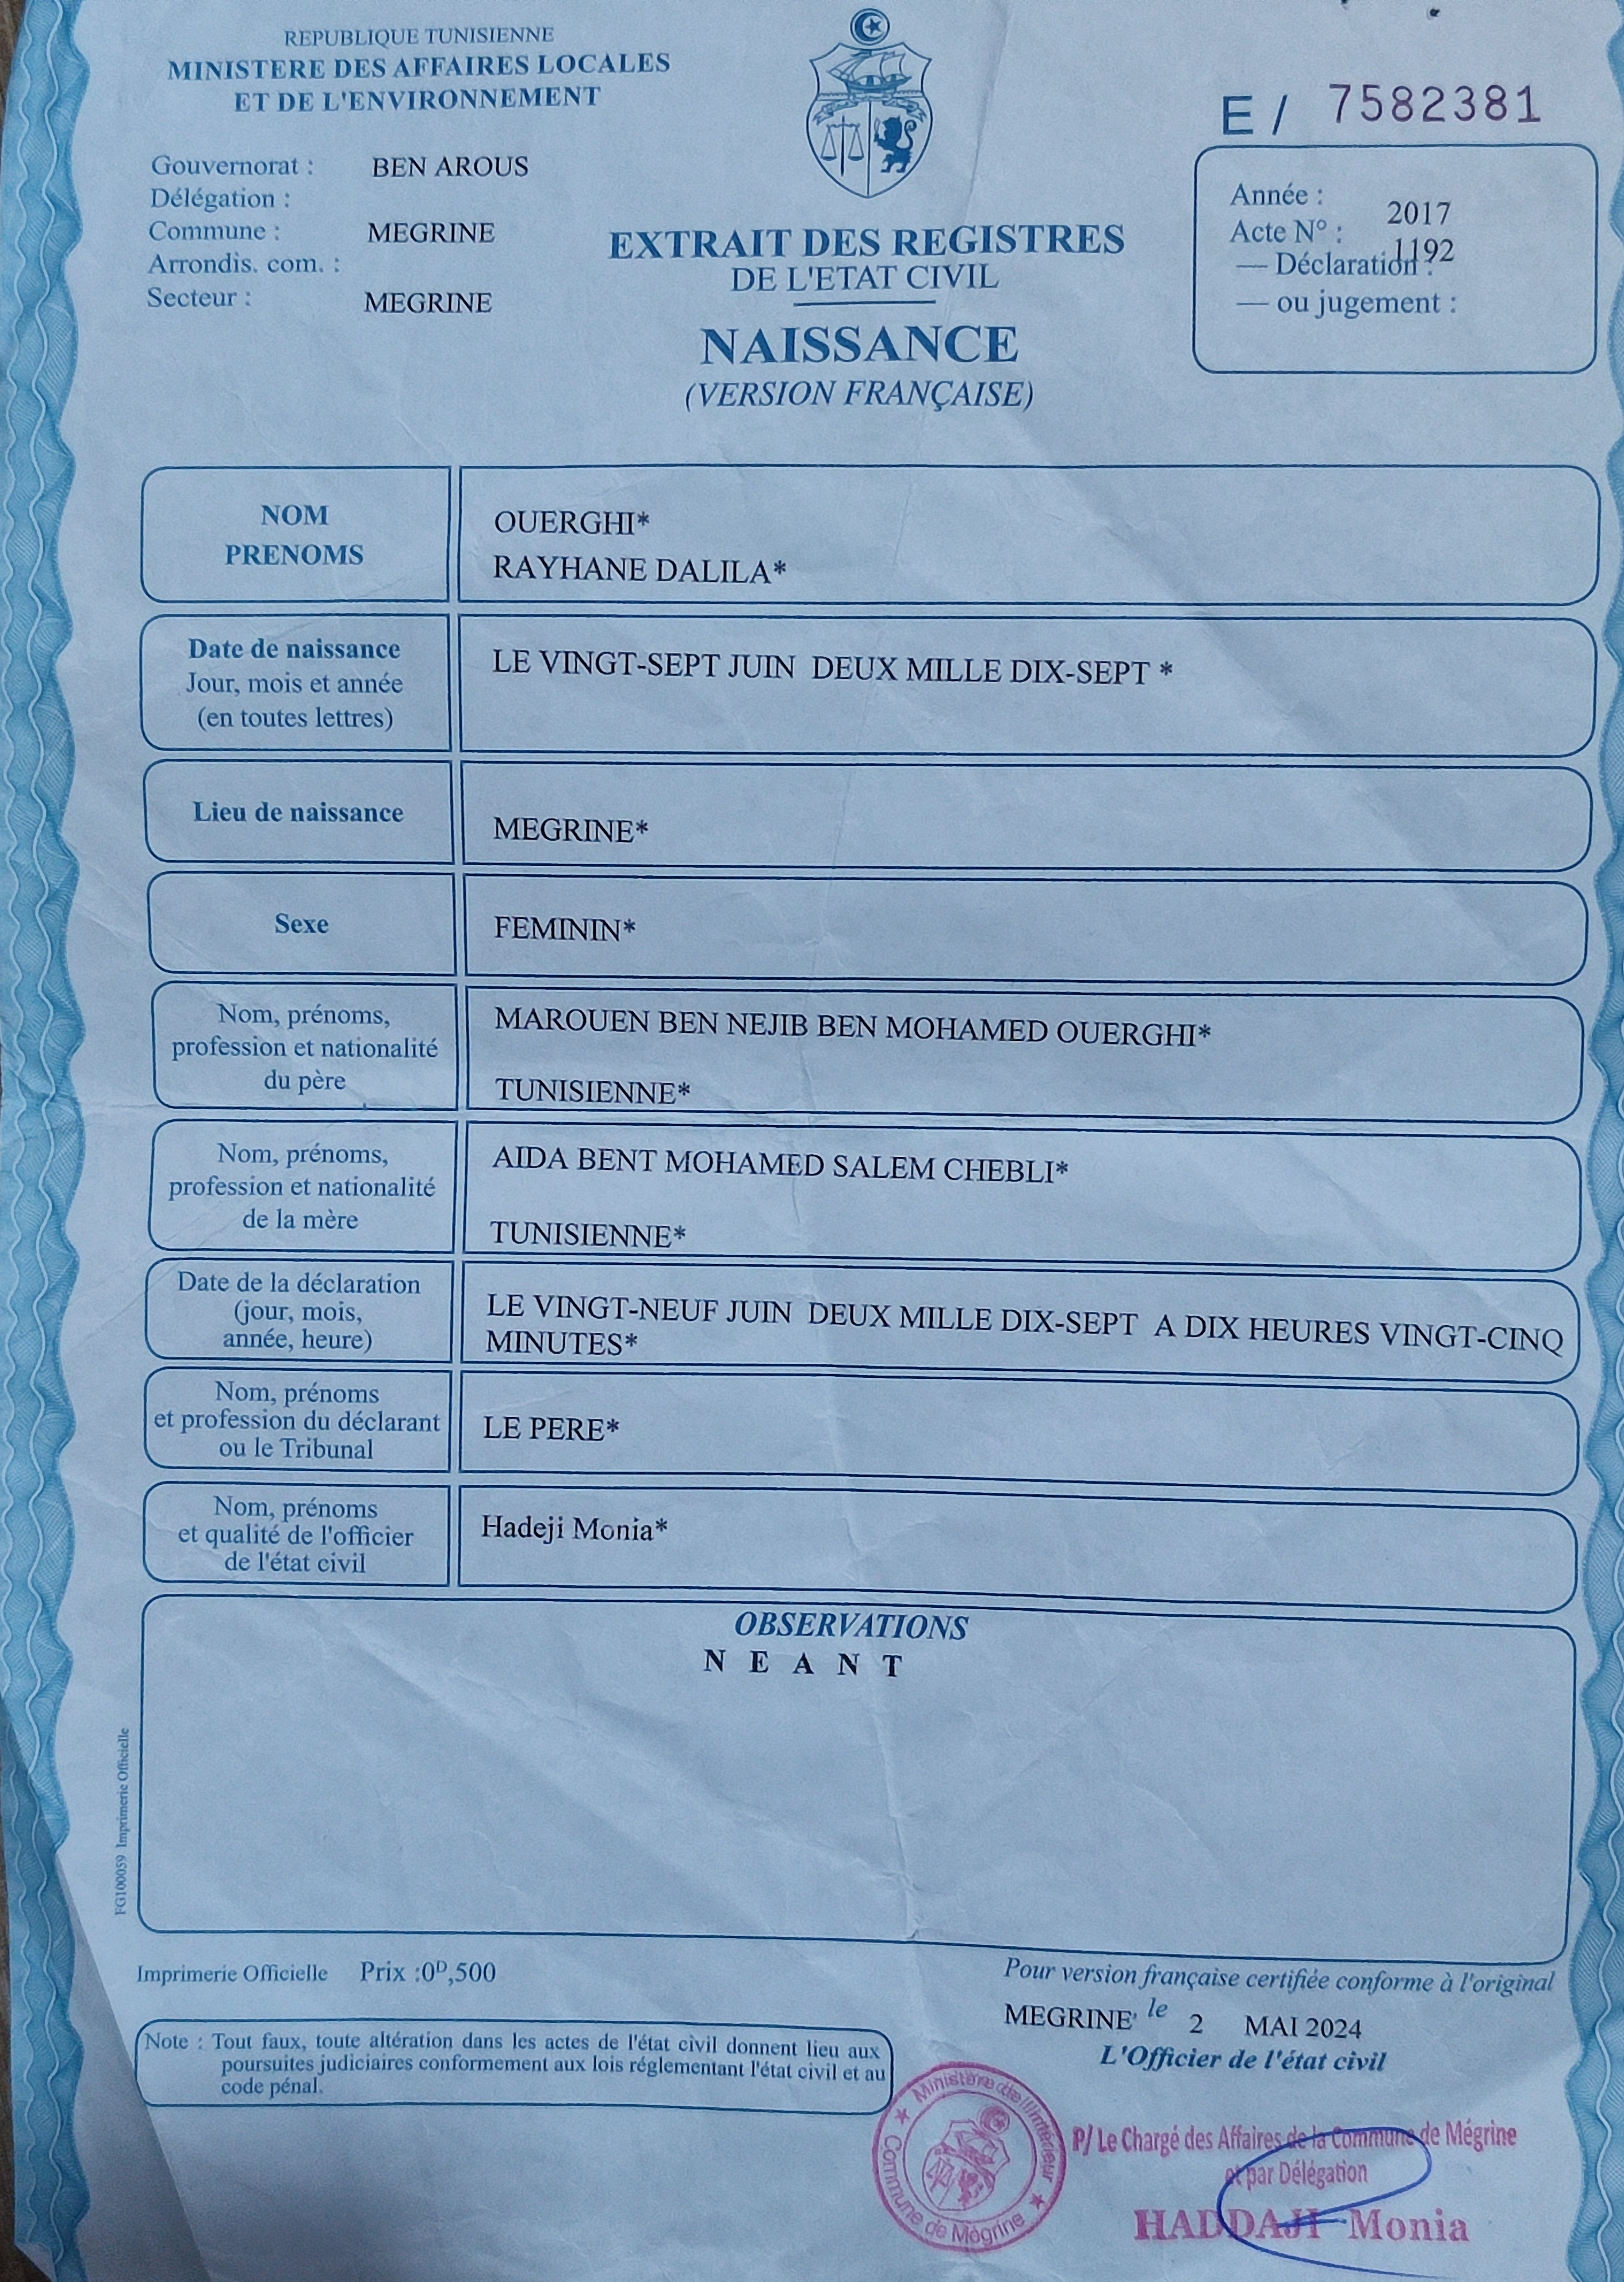 REPUBLIQUE TUNISIENNE
MINISTERE DES AFFAIRES LOCALES
ET DE L'ENVIRONNEMENT
E / 7582381
Gouvernorat : BEN AROUS
Délégation :
Commune : MEGRINE
Arrondis. com. :
Secteur : MEGRINE
EXTRAIT DES REGISTRES
DE L'ETAT CIVIL
NAISSANCE
(VERSION FRANÇAISE)
Année : 2017
Acte N° : 1192
— Déclaration :
— ou jugement :
NOM
PRENOMS
OUERGHI*
RAYHANE DALILA*
Date de naissance
Jour, mois et année
(en toutes lettres)
LE VINGT-SEPT JUIN DEUX MILLE DIX-SEPT *
Lieu de naissance
MEGRINE*
Sexe
FEMININ*
Nom, prénoms,
profession et nationalité
du père
MAROUEN BEN NEJIB BEN MOHAMED OUERGHI*
TUNISIENNE*
Nom, prénoms,
profession et nationalité
de la mère
AIDA BENT MOHAMED SALEM CHEBLI*
TUNISIENNE*
Date de la déclaration
(jour, mois,
année, heure)
LE VINGT-NEUF JUIN DEUX MILLE DIX-SEPT A DIX HEURES VINGT-CINQ
MINUTES*
Nom, prénoms
et profession du déclarant
ou le Tribunal
LE PERE*
Nom, prénoms
et qualité de l'officier
de l'état civil
Hadeji Monia*
OBSERVATIONS
N E A N T
FG100059 Imprimerie Officielle
Imprimerie Officielle Prix :0ᴰ,500
Pour version française certifiée conforme à l'original
MEGRINE, le 2 MAI 2024
L'Officier de l'état civil
Note : Tout faux, toute altération dans les actes de l'état civil donnent lieu aux
poursuites judiciaires conformement aux lois réglementant l'état civil et au
code pénal.
Ministère de l'Intérieur
Commune de Mégrine
P/ Le Chargé des Affaires de la Commune de Mégrine
et par Délégation
HADDAJI Monia